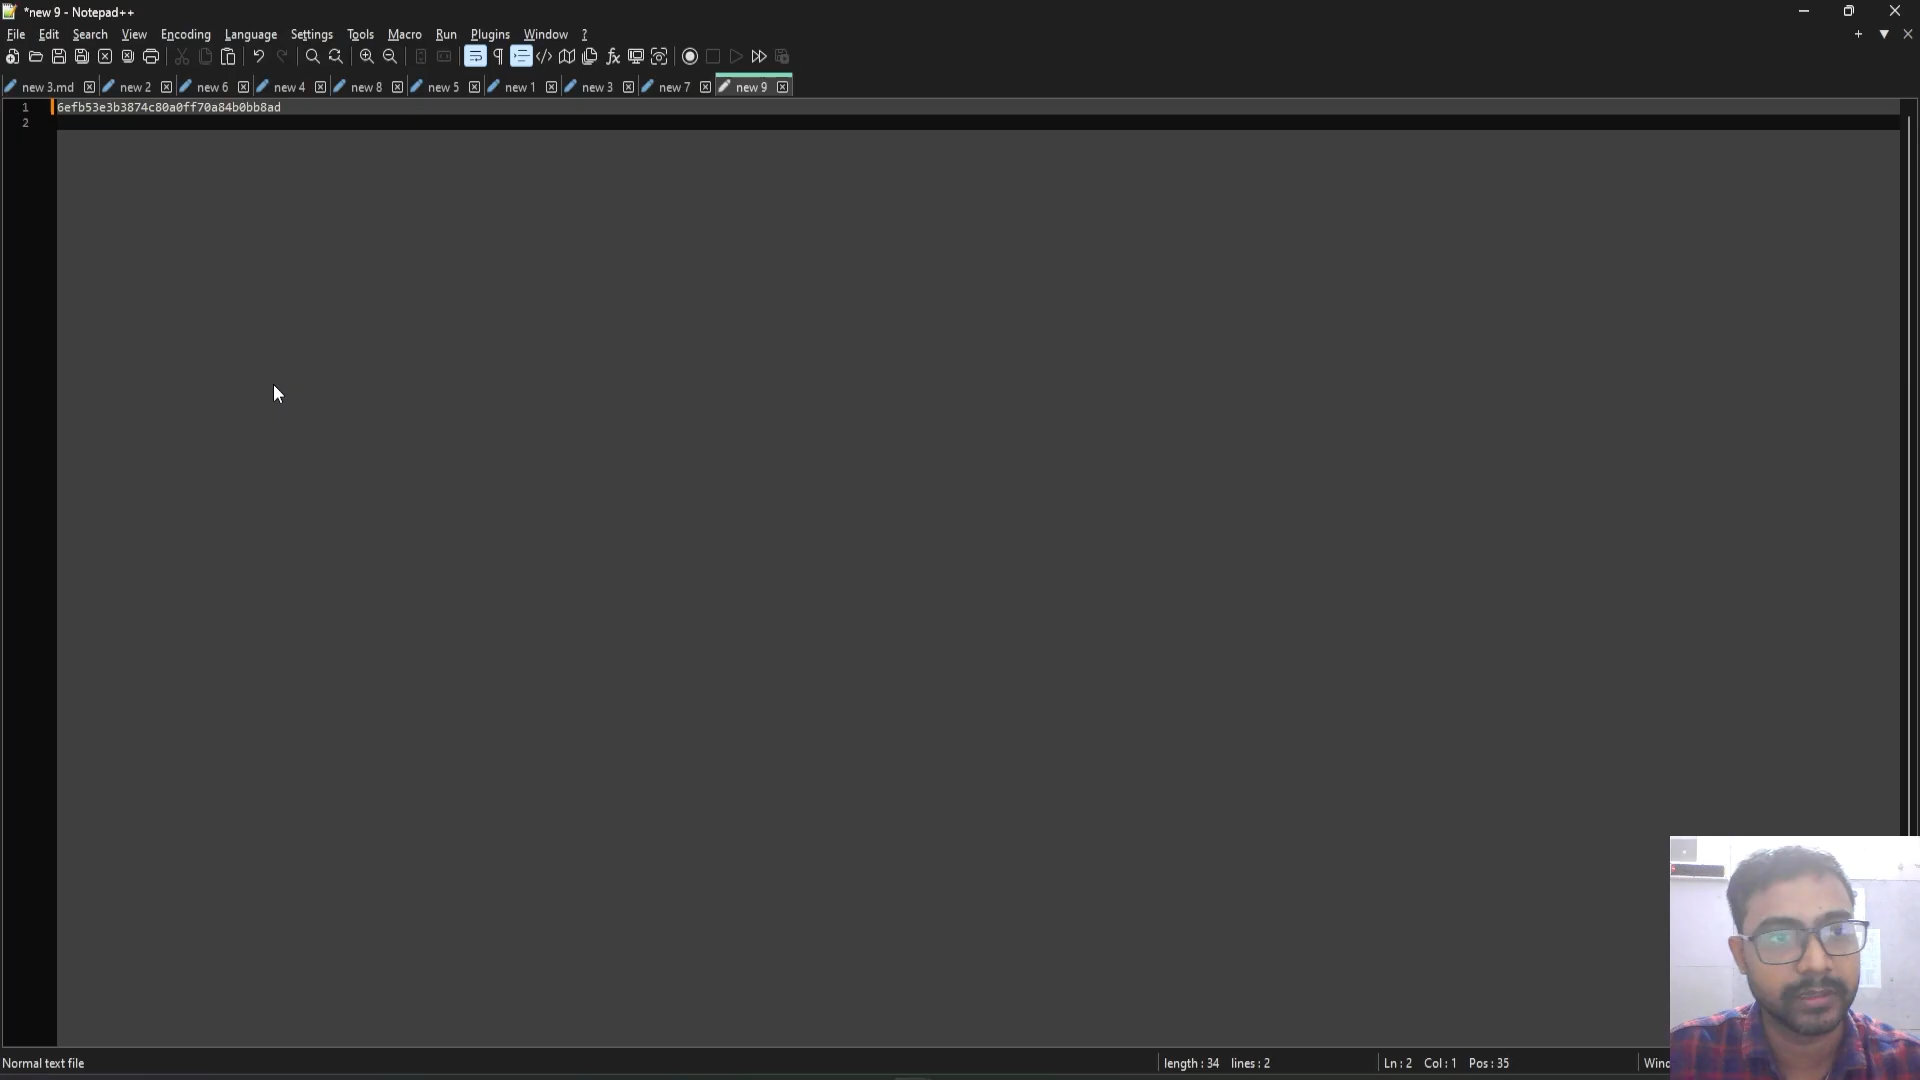 *new 9 - Notepad++
File Edit Search View Encoding Language Settings Tools Macro Run Plugins Window ?
new 3.md new 2 new 6 new 4 new 8 new 5 new 1 new 3 new 7 new 9
1 6efb53e3b3874c80a0ff70a84b0bb8ad
2
Normal text file length : 34 lines : 2 Ln : 2 Col : 1 Pos : 35 Wind